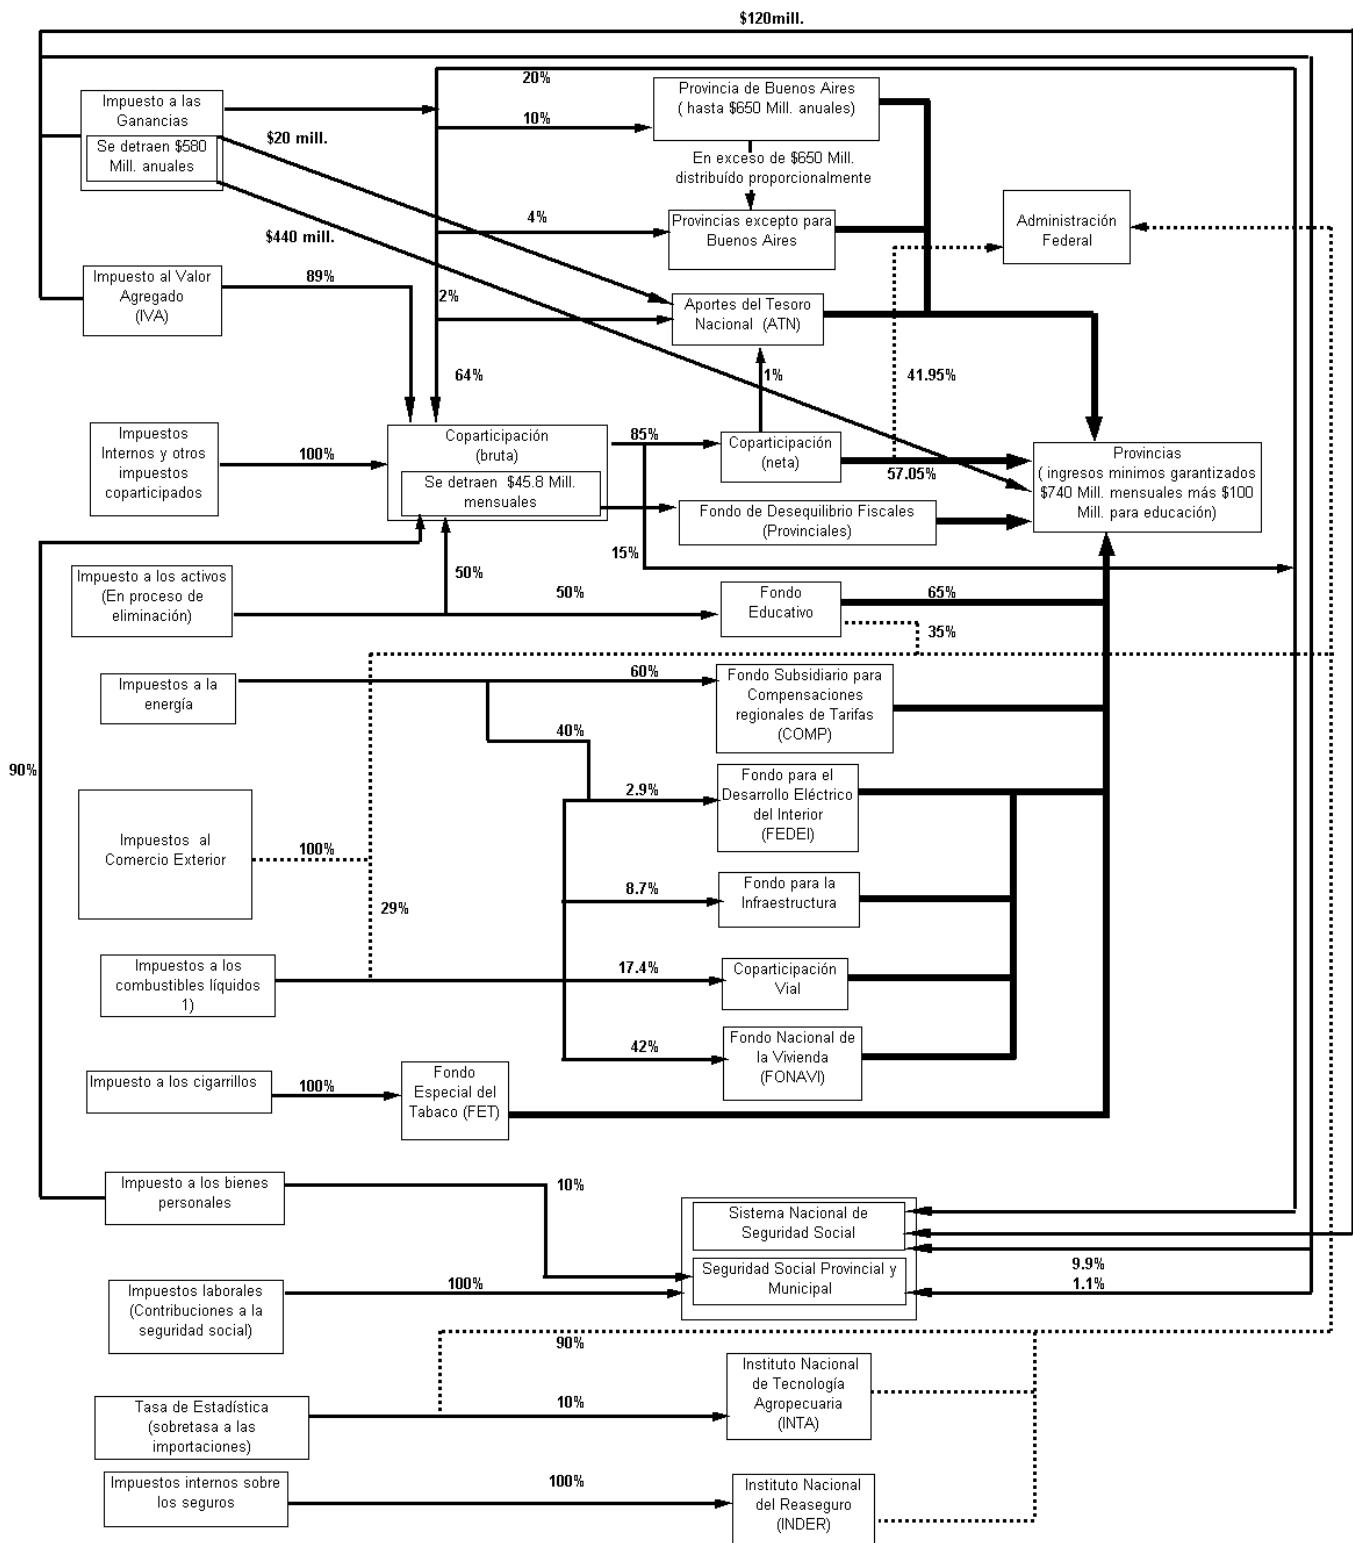 $120mill.
20%
Impuesto a las
Ganancias
Se detraen $580
Mill. anuales
$20 mill.
10%
Provincia de Buenos Aires
( hasta $650 Mill. anuales)
En exceso de $650 Mill.
distribuído proporcionalmente
4%
Provincias excepto para
Buenos Aires
Administración
Federal
$440 mill.
Impuesto al Valor
Agregado
(IVA)
89%
2%
Aportes del Tesoro
Nacional (ATN)
64%
1%
41.95%
Impuestos
Internos y otros
impuestos
coparticipados
100%
Coparticipación
(bruta)
Se detraen $45.8 Mill.
mensuales
85%
Coparticipación
(neta)
57.05%
Provincias
( ingresos minimos garantizados
$740 Mill. mensuales más $100
Mill. para educación)
Fondo de Desequilibrio Fiscales
(Provinciales)
15%
Impuesto a los activos
(En proceso de
eliminación)
50%
50%
Fondo
Educativo
65%
35%
Impuestos a la
energía
60%
Fondo Subsidiario para
Compensaciones
regionales de Tarifas
(COMP)
40%
90%
2.9%
Fondo para el
Desarrollo Eléctrico
del Interior
(FEDEI)
Impuestos al
Comercio Exterior
100%
29%
8.7%
Fondo para la
Infraestructura
Impuestos a los
combustibles líquidos
1)
17.4%
Coparticipación
Vial
42%
Fondo Nacional de
la Vivienda
(FONAVI)
Impuesto a los cigarrillos
100%
Fondo
Especial del
Tabaco (FET)
Impuesto a los bienes
personales
10%
Sistema Nacional de
Seguridad Social
Seguridad Social Provincial y
Municipal
9.9%
1.1%
Impuestos laborales
(Contribuciones a la
seguridad social)
100%
90%
Tasa de Estadística
(sobretasa a las
importaciones)
10%
Instituto Nacional
de Tecnología
Agropecuaria
(INTA)
Impuestos internos sobre
los seguros
100%
Instituto Nacional
del Reaseguro
(INDER)